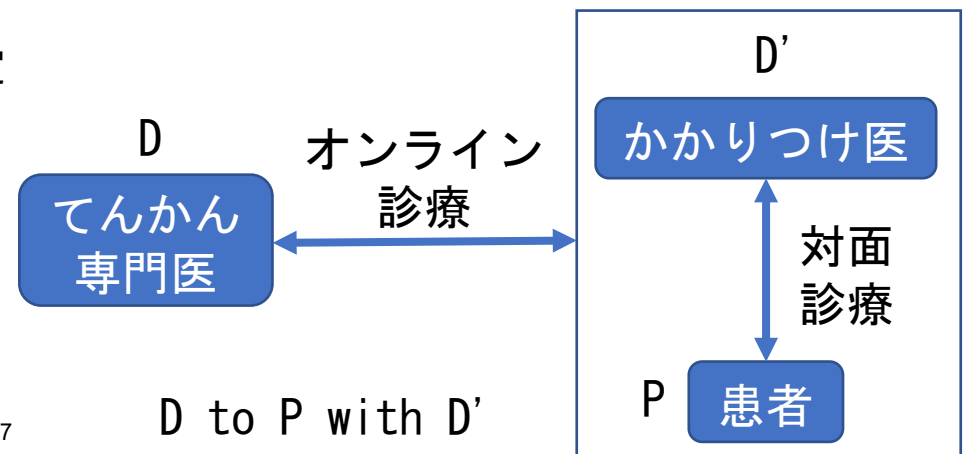 D
てんかん
専門医
オンライン
診療
D'
かかりつけ医
対面
診療
P
患者
D to P with D'
7